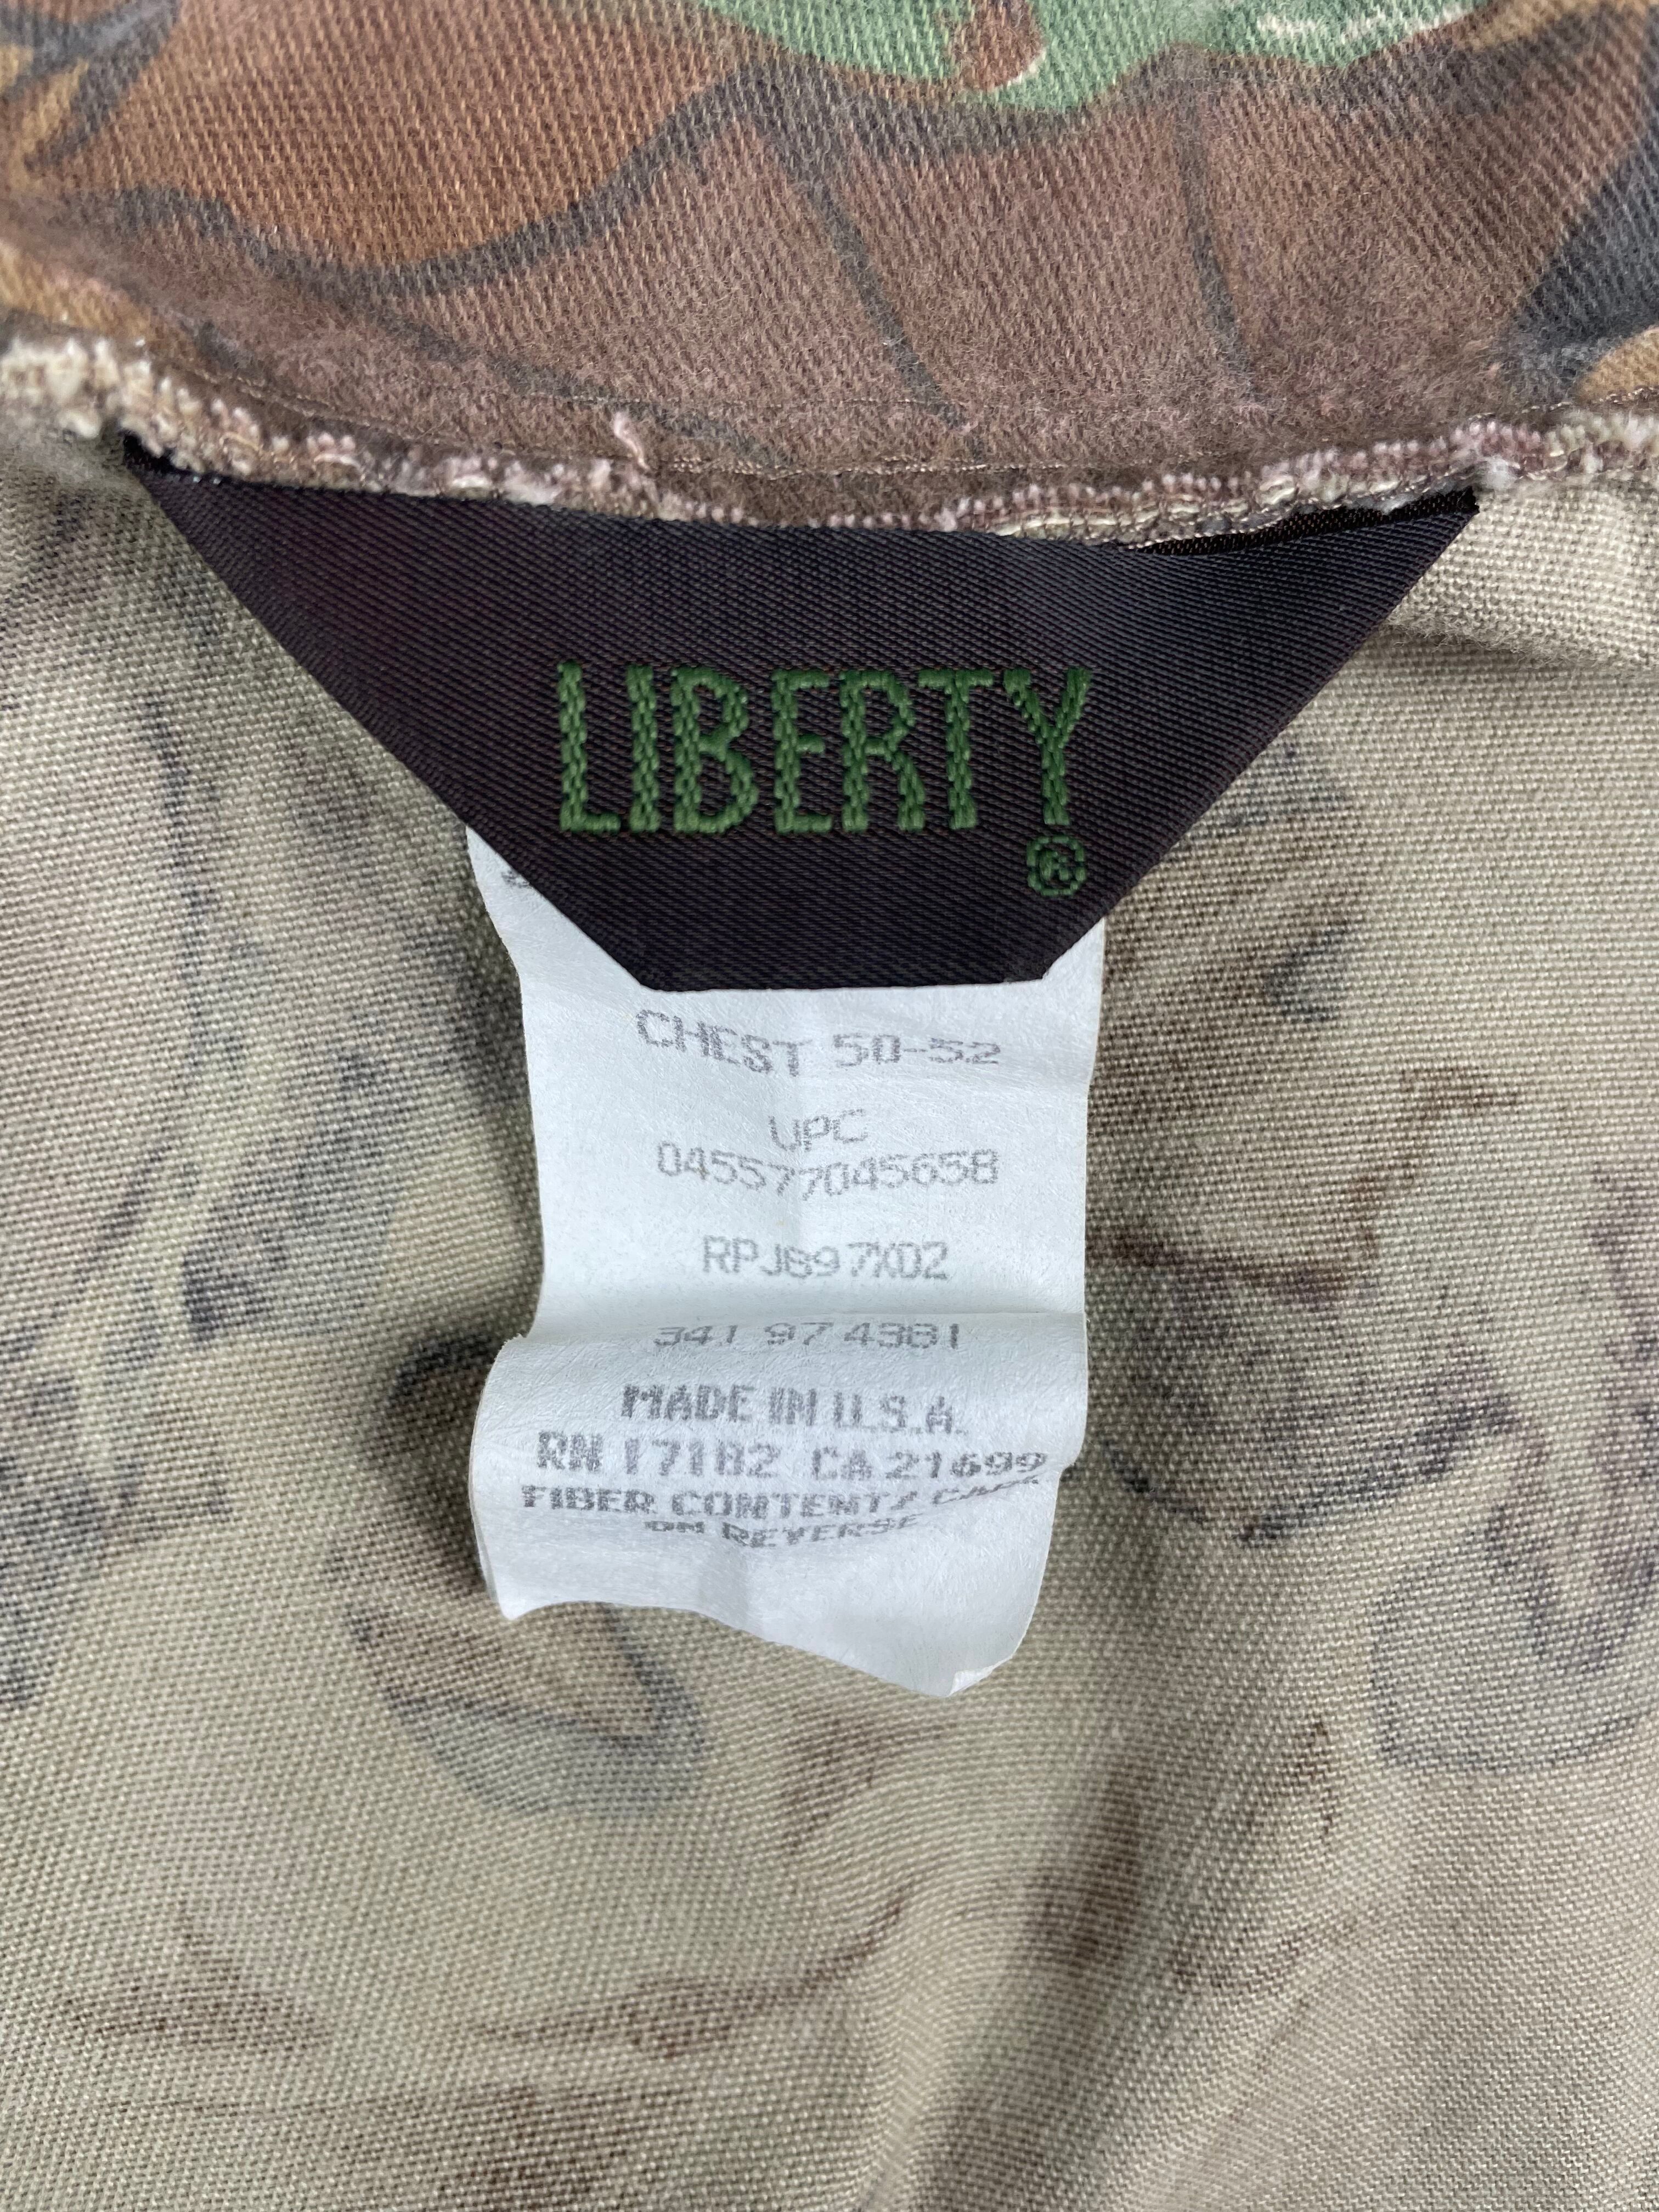 LIBERTY
®
CHEST 50-52
UPC
045577045658
RPJ697XD2
341 97 4381
MADE IN U.S.A.
RN 17182 CA 21699
FIBER CONTENT/ CARE
ON REVERSE